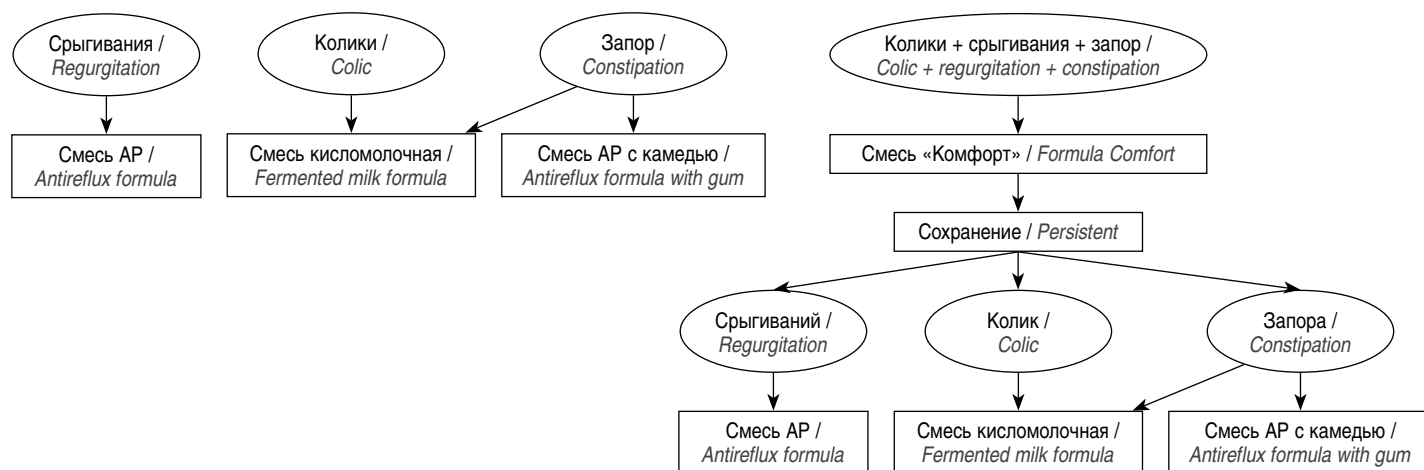 Срыгивания /
Regurgitation
Колики /
Colic
Запор /
Constipation
Колики + срыгивания + запор /
Colic + regurgitation + constipation
Смесь АР /
Antireflux formula
Смесь кисломолочная /
Fermented milk formula
Смесь АР с камедью /
Antireflux formula with gum
Смесь «Комфорт» / Formula Comfort
Сохранение / Persistent
Срыгиваний /
Regurgitation
Колик /
Colic
Запора /
Constipation
Смесь АР /
Antireflux formula
Смесь кисломолочная /
Fermented milk formula
Смесь АР с камедью /
Antireflux formula with gum